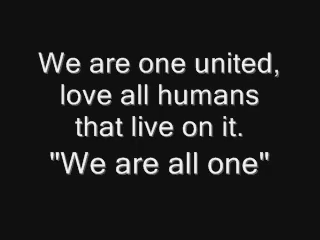 We are one united,
love all humans
that live on it.
"We are all one"